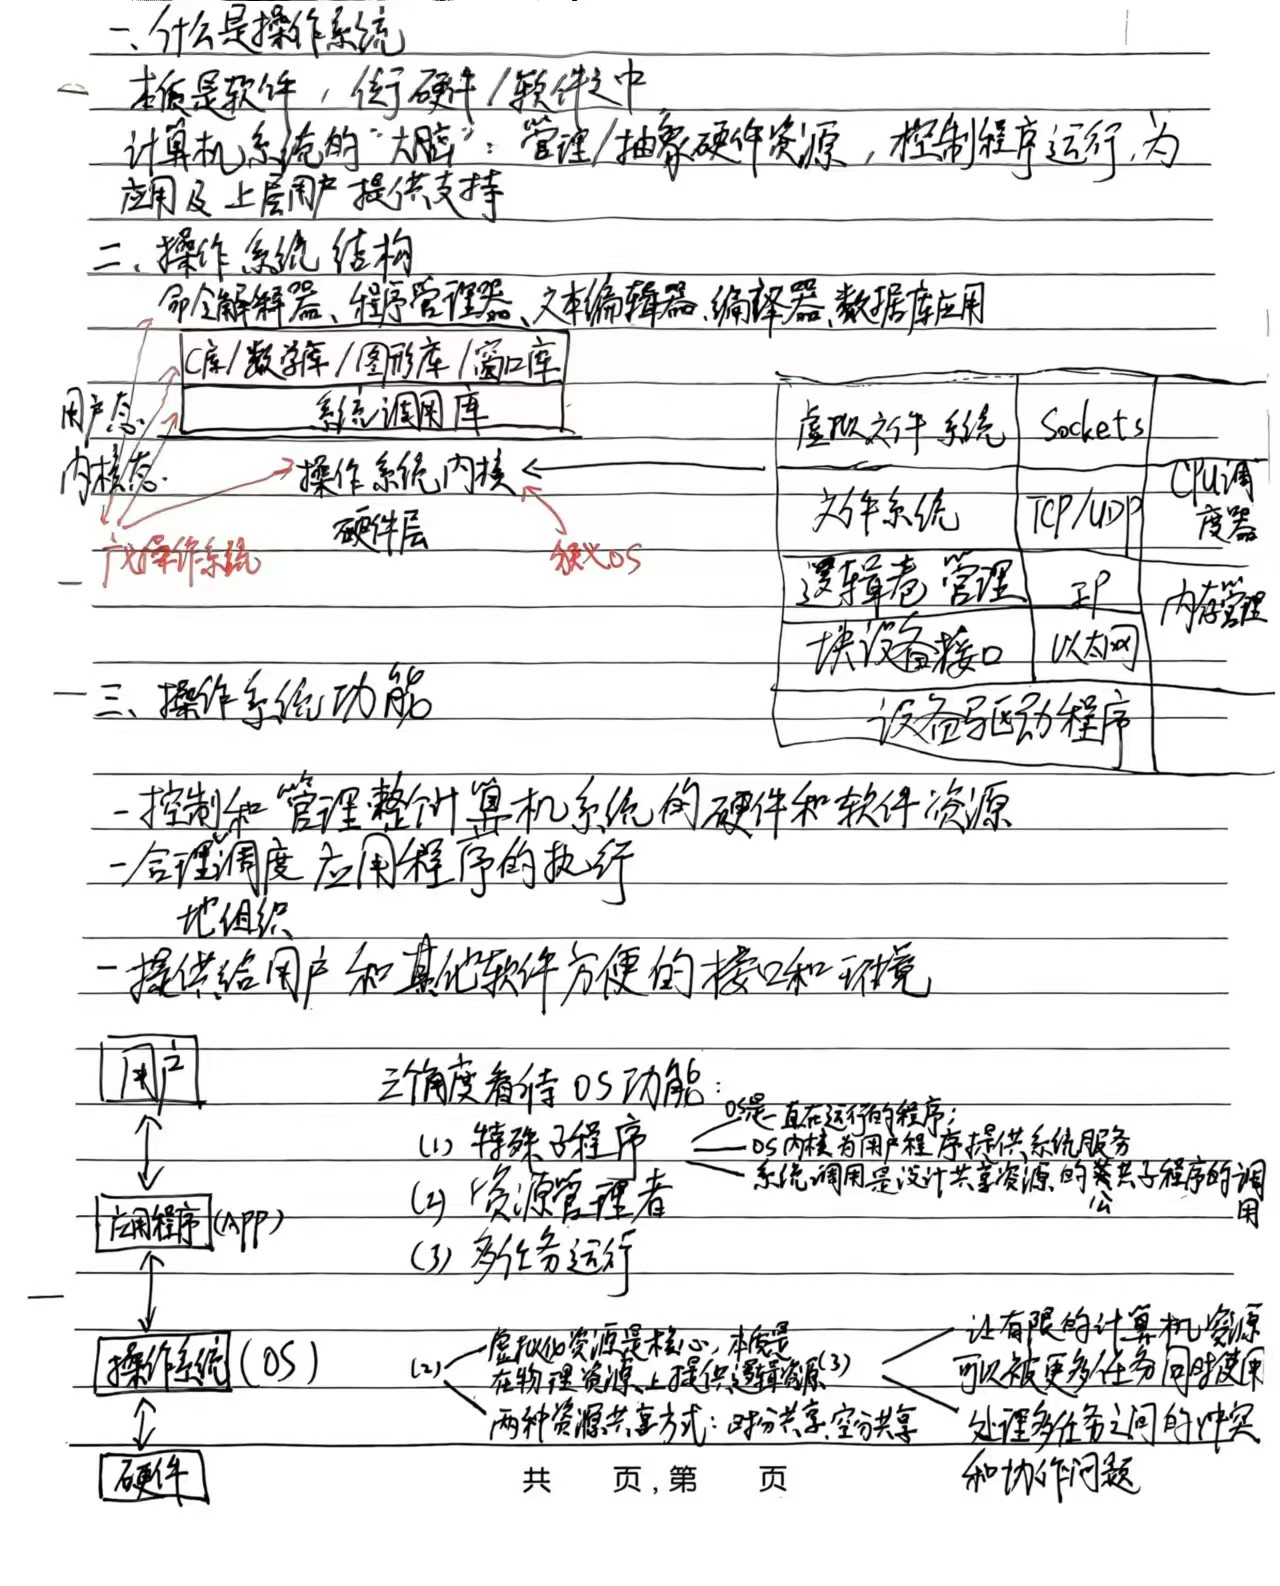 一、什么是操作系统
本质是软件，位于硬件/软件之中
计算机系统的“大脑”：管理/抽象硬件资源，控制程序运行，为
应用及上层用户提供支持
二、操作系统结构
命令解释器、程序管理器、文本编辑器、编译器、数据库应用
C库/数学库/图形库/窗口库
系统调用库
用户态
内核态
操作系统内核
硬件层
广义操作系统
狭义OS
虚拟文件系统 Sockets
文件系统 TCP/UDP
CPU调
度器
逻辑卷管理 IP
内存管理
块设备接口 以太网
设备驱动程序
三、操作系统功能
-控制和管理整个计算机系统的硬件和软件资源
-合理调度应用程序的执行
地组织
-提供给用户和其他软件方便的接口和环境
用户
应用程序(APP)
操作系统(OS)
硬件
三个角度看待OS功能：
(1) 特殊子程序
OS是一直在运行的程序；
OS内核为用户程序提供系统服务
系统调用是设计共享资源的公共子程序的调
用
(2) 资源管理者
(3) 多任务运行
(2) 虚拟化资源是核心，本质是
在物理资源上提供逻辑资源
两种资源共享方式：时分共享，空分共享
(3) 让有限的计算机资源
可以被更多任务同时使用
处理多任务之间的冲突
和协作问题
共 页，第 页